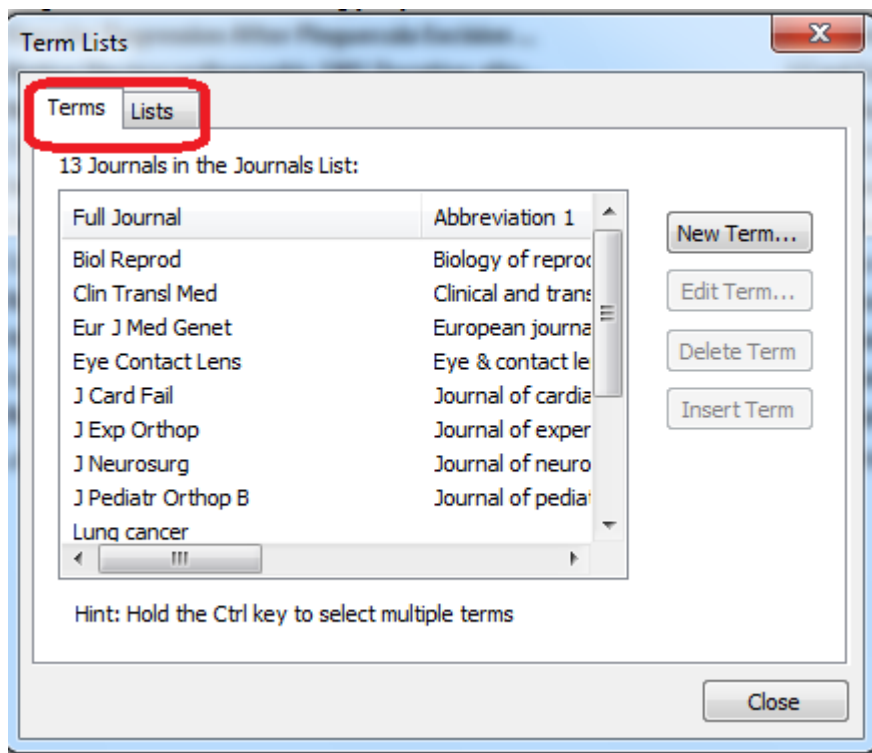 Term Lists
Terms Lists
13 Journals in the Journals List:
Full Journal Abbreviation 1
Biol Reprod Biology of reproc
Clin Transl Med Clinical and trans
Eur J Med Genet European journa
Eye Contact Lens Eye & contact le
J Card Fail Journal of cardia
J Exp Orthop Journal of exper
J Neurosurg Journal of neuro
J Pediatr Orthop B Journal of pedia
Lung cancer
New Term...
Edit Term...
Delete Term
Insert Term
Hint: Hold the Ctrl key to select multiple terms
Close